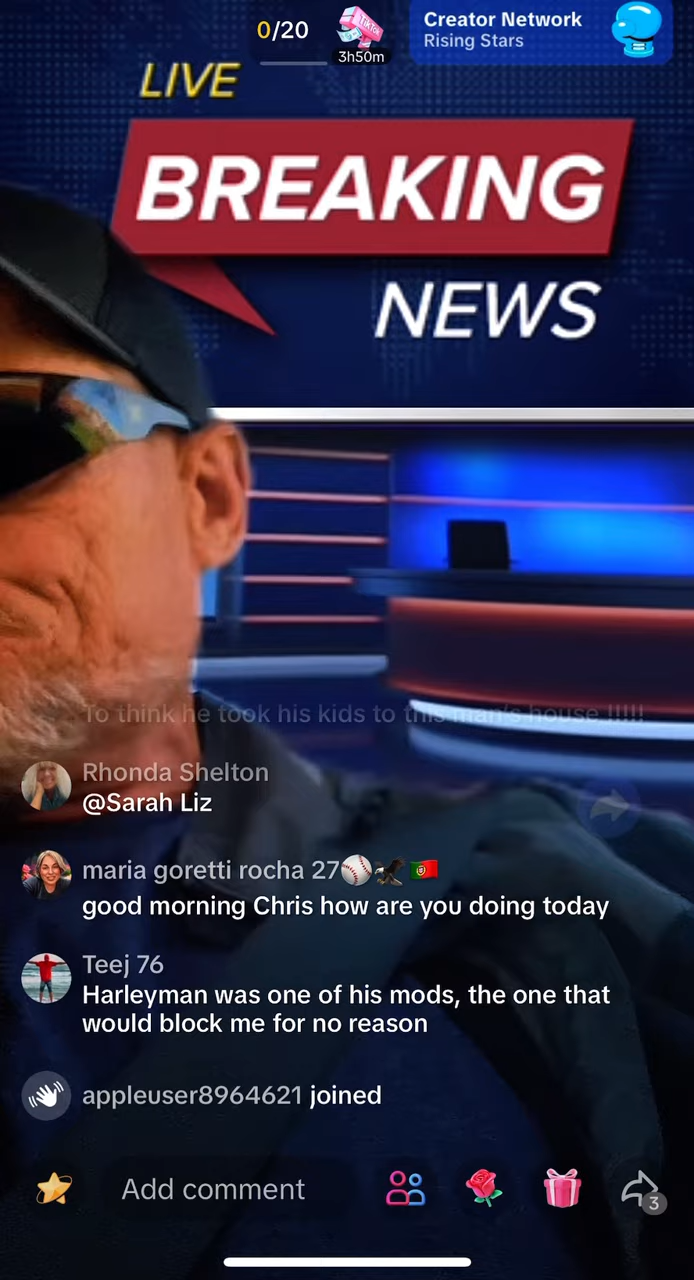 0/20
TikTok
3h50m
Creator Network
Rising Stars
LIVE
BREAKING
NEWS
To think he took his kids to this man's house !!!!!
Rhonda Shelton
@Sarah Liz
maria goretti rocha 27⚾🦅🇵🇹
good morning Chris how are you doing today
Teej 76
Harleyman was one of his mods, the one that
would block me for no reason
appleuser8964621 joined
Add comment
3